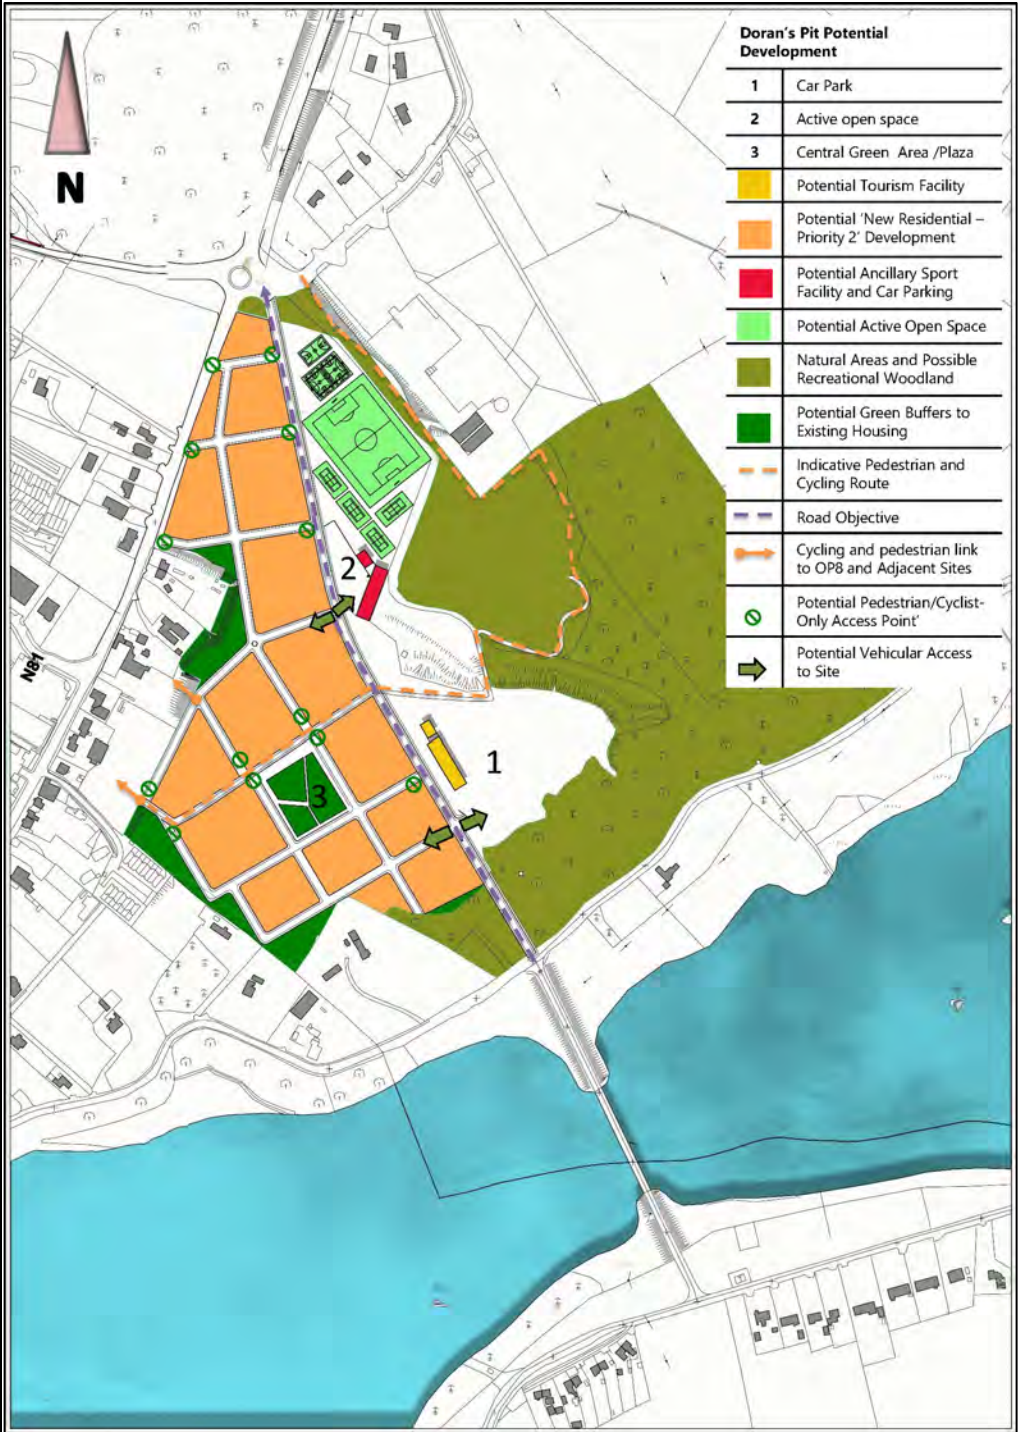 Doran's Pit Potential
Development
1 Car Park
2 Active open space
3 Central Green Area /Plaza
Potential Tourism Facility
Potential 'New Residential –
Priority 2' Development
Potential Ancillary Sport
Facility and Car Parking
Potential Active Open Space
Natural Areas and Possible
Recreational Woodland
Potential Green Buffers to
Existing Housing
Indicative Pedestrian and
Cycling Route
Road Objective
Cycling and pedestrian link
to OP8 and Adjacent Sites
Potential Pedestrian/Cyclist-
Only Access Point'
Potential Vehicular Access
to Site
N
2
N81
1
3